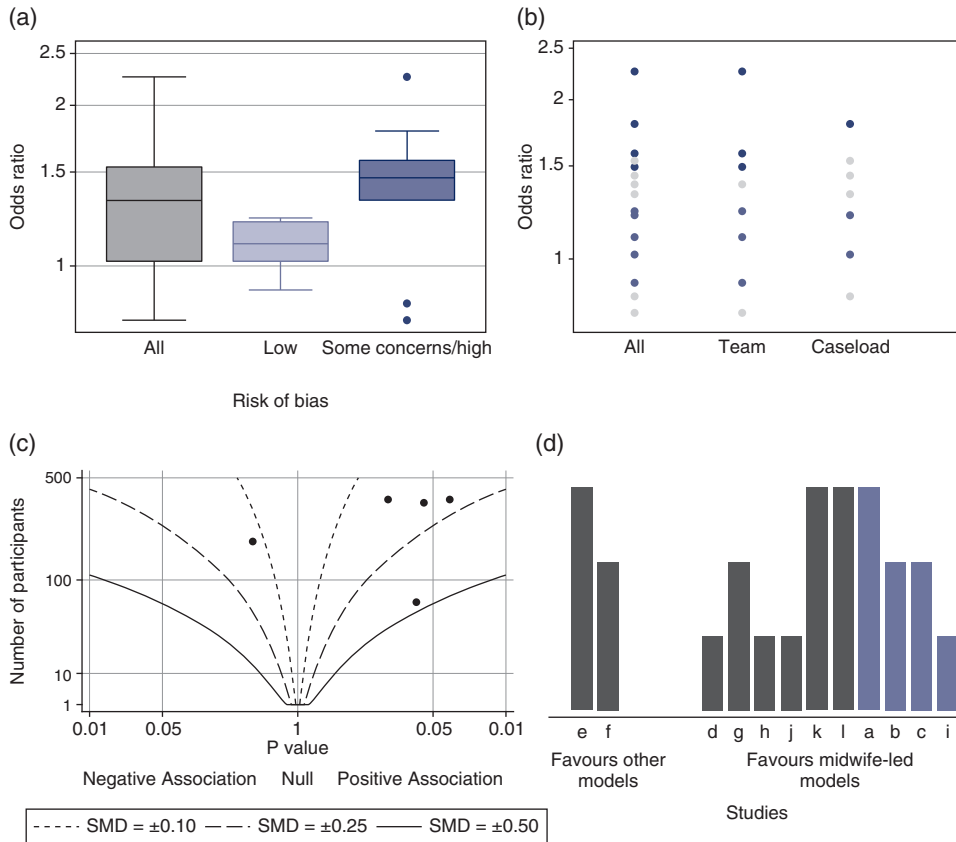 (a)
2.5
2
1.5
1
Odds ratio
All
Low
Some concerns/high
Risk of bias
(b)
2.5
2
1.5
1
Odds ratio
All
Team
Caseload
(c)
500
100
10
1
Number of participants
0.01
0.05
1
0.05
0.01
P value
Negative Association
Null
Positive Association
SMD = ±0.10
SMD = ±0.25
SMD = ±0.50
(d)
e f
d g h j k l a b c i
Favours other
models
Favours midwife-led
models
Studies